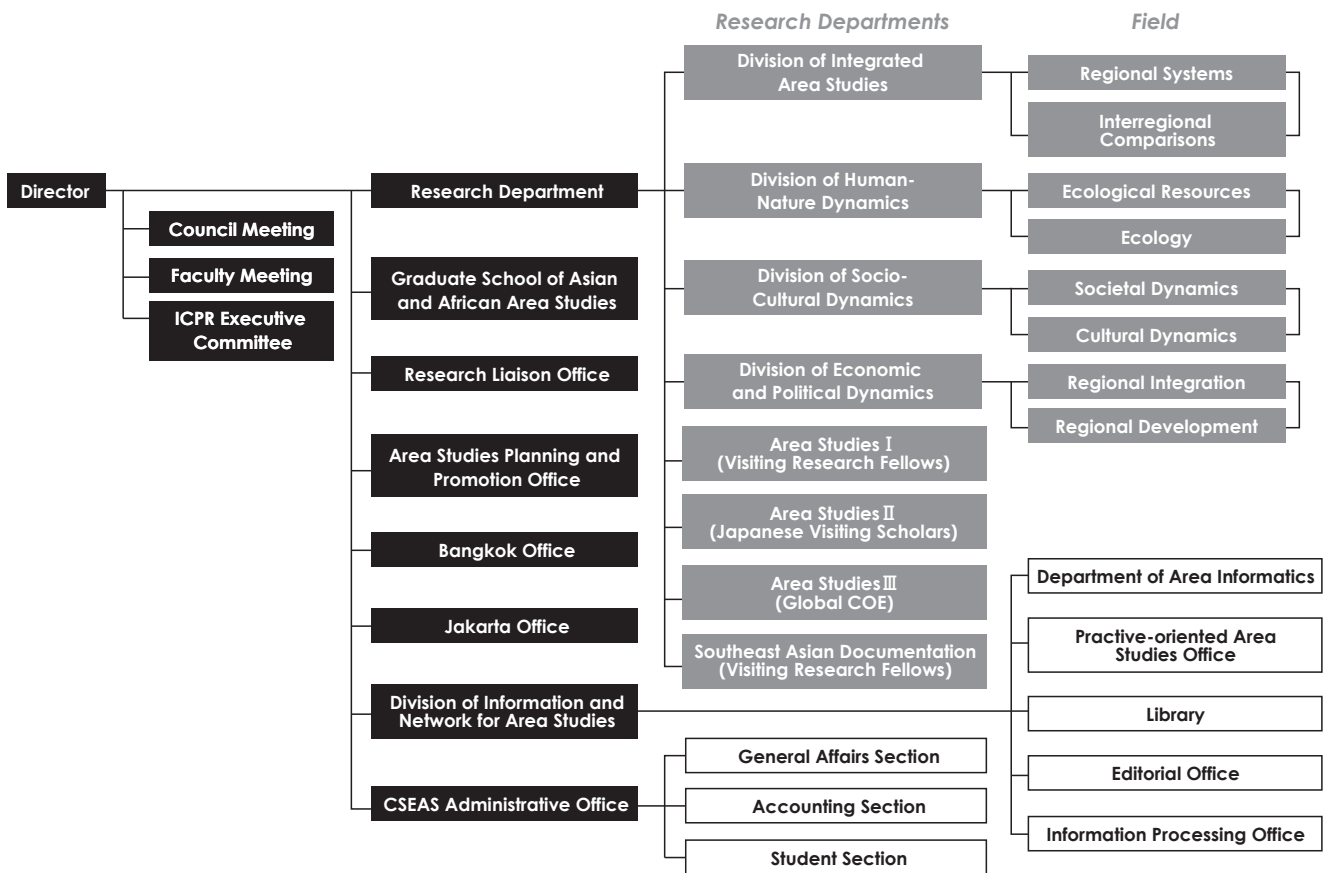 Research Departments
Field
Director
Council Meeting
Faculty Meeting
ICPR Executive
Committee
Research Department
Graduate School of Asian
and African Area Studies
Research Liaison Office
Area Studies Planning and
Promotion Office
Bangkok Office
Jakarta Office
Division of Information and
Network for Area Studies
CSEAS Administrative Office
Division of Integrated
Area Studies
Division of Human-
Nature Dynamics
Division of Socio-
Cultural Dynamics
Division of Economic
and Political Dynamics
Area Studies Ⅰ
(Visiting Research Fellows)
Area Studies Ⅱ
(Japanese Visiting Scholars)
Area Studies Ⅲ
(Global COE)
Southeast Asian Documentation
(Visiting Research Fellows)
General Affairs Section
Accounting Section
Student Section
Regional Systems
Interregional
Comparisons
Ecological Resources
Ecology
Societal Dynamics
Cultural Dynamics
Regional Integration
Regional Development
Department of Area Informatics
Practive-oriented Area
Studies Office
Library
Editorial Office
Information Processing Office